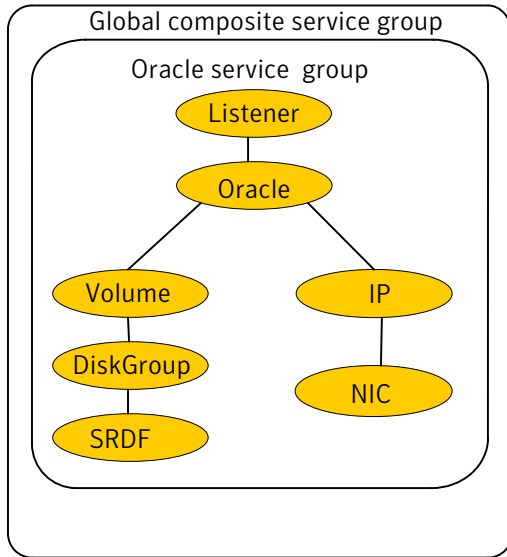 Global composite service group
Oracle service group
Listener
Oracle
Volume
IP
DiskGroup
NIC
SRDF